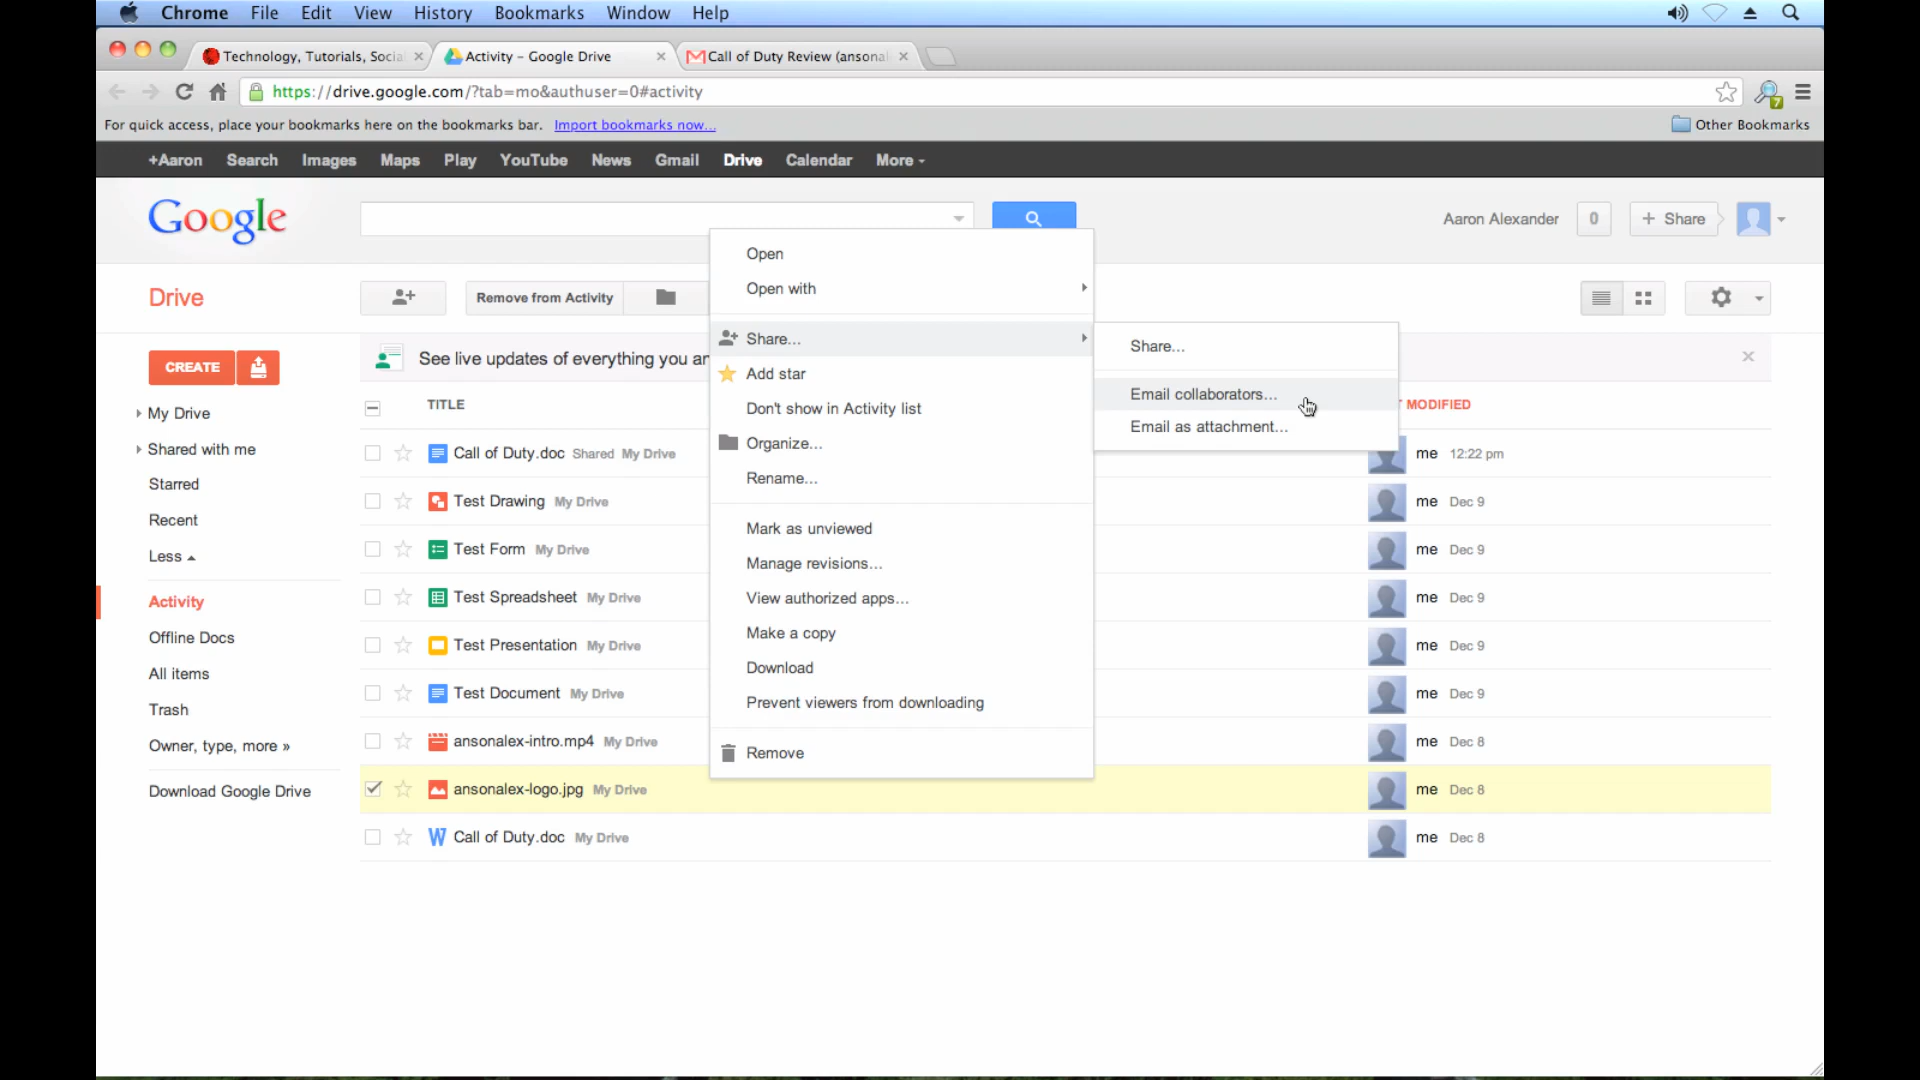 Chrome File Edit View History Bookmarks Window Help
Technology, Tutorials, Socia
Activity – Google Drive
Call of Duty Review (ansonal
https://drive.google.com/?tab=mo&authuser=0#activity
7
For quick access, place your bookmarks here on the bookmarks bar. Import bookmarks now...
Other Bookmarks
+Aaron Search Images Maps Play YouTube News Gmail Drive Calendar More
Google
Aaron Alexander
0
+ Share
Drive
Remove from Activity
CREATE
My Drive
Shared with me
Starred
Recent
Less
Activity
Offline Docs
All items
Trash
Owner, type, more »
Download Google Drive
See live updates of everything you
TITLE
MODIFIED
Call of Duty.doc Shared My Drive
me 12:22 pm
Test Drawing My Drive
me Dec 9
Test Form My Drive
me Dec 9
Test Spreadsheet My Drive
me Dec 9
Test Presentation My Drive
me Dec 9
Test Document My Drive
me Dec 9
ansonalex-intro.mp4 My Drive
me Dec 8
ansonalex-logo.jpg My Drive
me Dec 8
W Call of Duty.doc My Drive
me Dec 8
Open
Open with
Share...
Add star
Don't show in Activity list
Organize...
Rename...
Mark as unviewed
Manage revisions...
View authorized apps...
Make a copy
Download
Prevent viewers from downloading
Remove
Share...
Email collaborators...
Email as attachment...